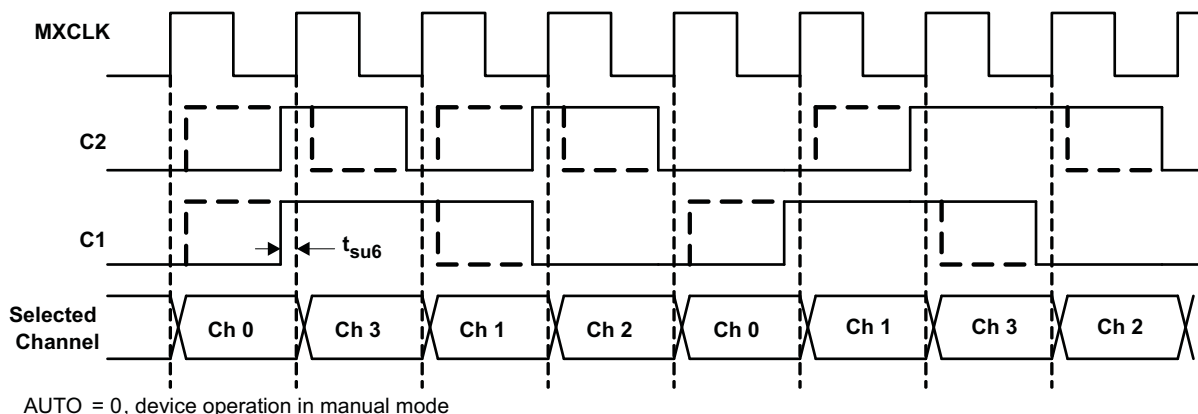 MXCLK
C2
C1
tsu6
Selected
Channel
Ch 0
Ch 3
Ch 1
Ch 2
Ch 0
Ch 1
Ch 3
Ch 2
AUTO = 0, device operation in manual mode